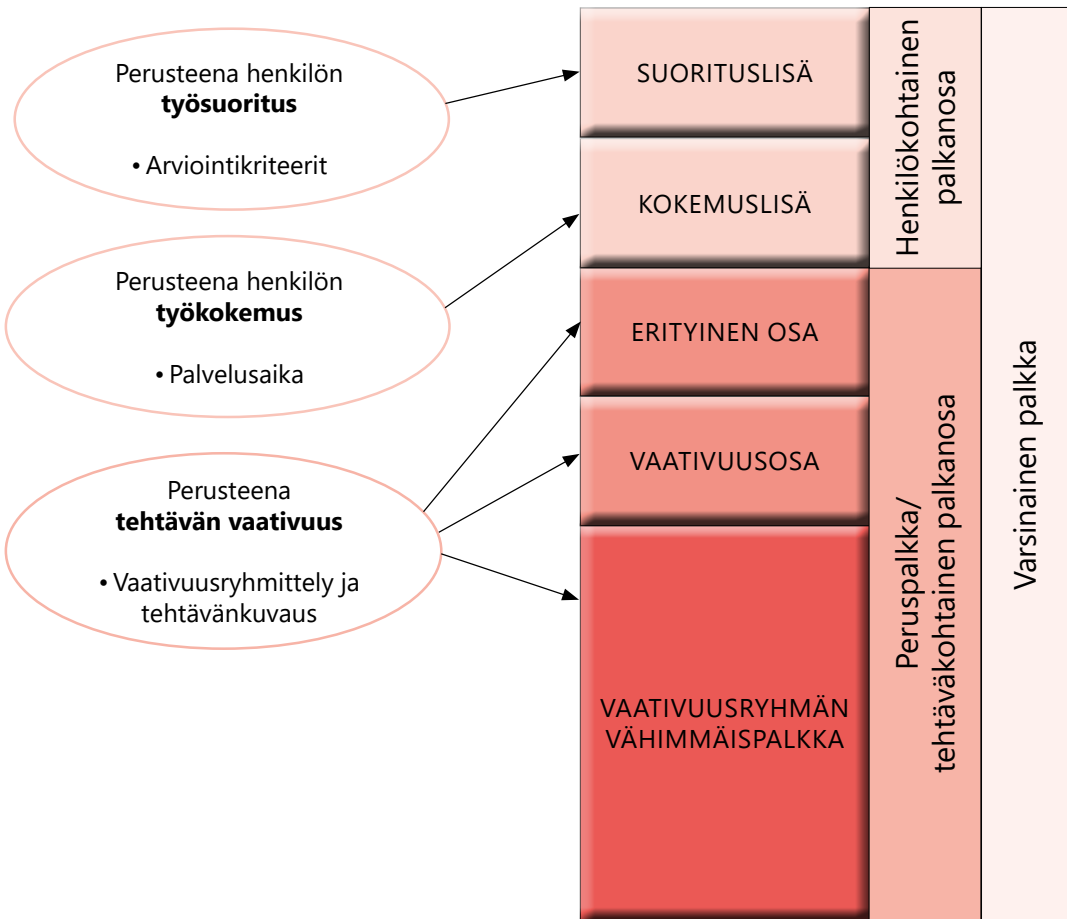 Perusteena henkilön
työsuoritus
• Arviointikriteerit
Perusteena henkilön
työkokemus
• Palvelusaika
Perusteena
tehtävän vaativuus
• Vaativuusryhmittely ja
tehtävänkuvaus
SUORITUSLISÄ
KOKEMUSLISÄ
ERITYINEN OSA
VAATIVUUSOSA
VAATIVUUSRYHMÄN
VÄHIMMÄISPALKKA
Henkilökohtainen
palkanosa
Peruspalkka/
tehtäväkohtainen palkanosa
Varsinainen palkka